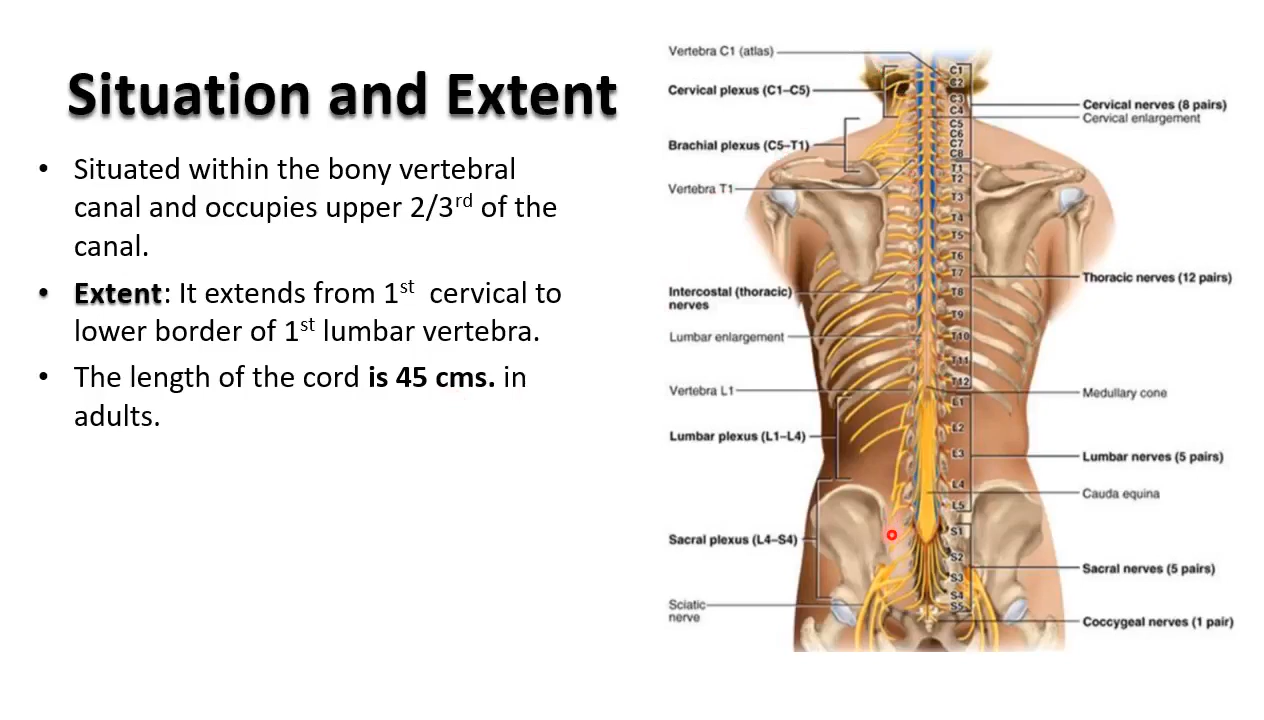 Situation and Extent
• Situated within the bony vertebral
canal and occupies upper 2/3rd of the
canal.
• Extent: It extends from 1st cervical to
lower border of 1st lumbar vertebra.
• The length of the cord is 45 cms. in
adults.
Vertebra C1 (atlas)
Cervical plexus (C1–C5)
Brachial plexus (C5–T1)
Vertebra T1
Intercostal (thoracic)
nerves
Lumbar enlargement
Vertebra L1
Lumbar plexus (L1–L4)
Sacral plexus (L4–S4)
Sciatic
nerve
C1
C2
C3
C4
C5
C6
C7
C8
T1
T2
T3
T4
T5
T6
T7
T8
T9
T10
T11
T12
L1
L2
L3
L4
L5
S1
S2
S3
S4
S5
Cervical nerves (8 pairs)
Cervical enlargement
Thoracic nerves (12 pairs)
Medullary cone
Lumbar nerves (5 pairs)
Cauda equina
Sacral nerves (5 pairs)
Coccygeal nerves (1 pair)